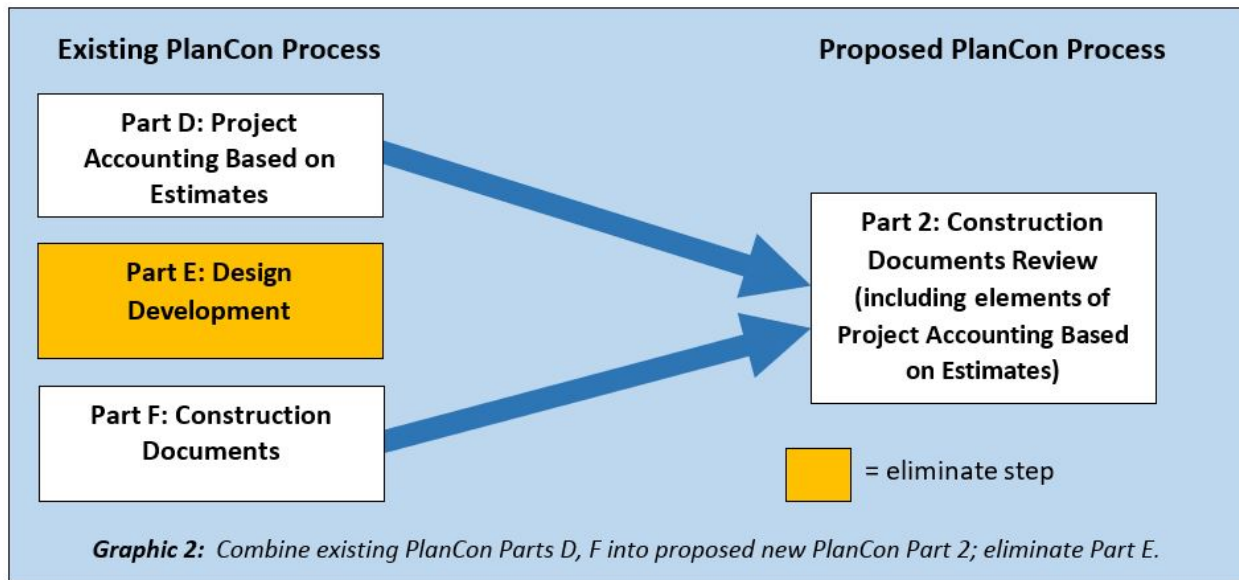 Existing PlanCon Process
Proposed PlanCon Process
Part D: Project
Accounting Based on
Estimates
Part E: Design
Development
Part F: Construction
Documents
Part 2: Construction
Documents Review
(including elements of
Project Accounting Based
on Estimates)
= eliminate step
Graphic 2: Combine existing PlanCon Parts D, F into proposed new PlanCon Part 2; eliminate Part E.